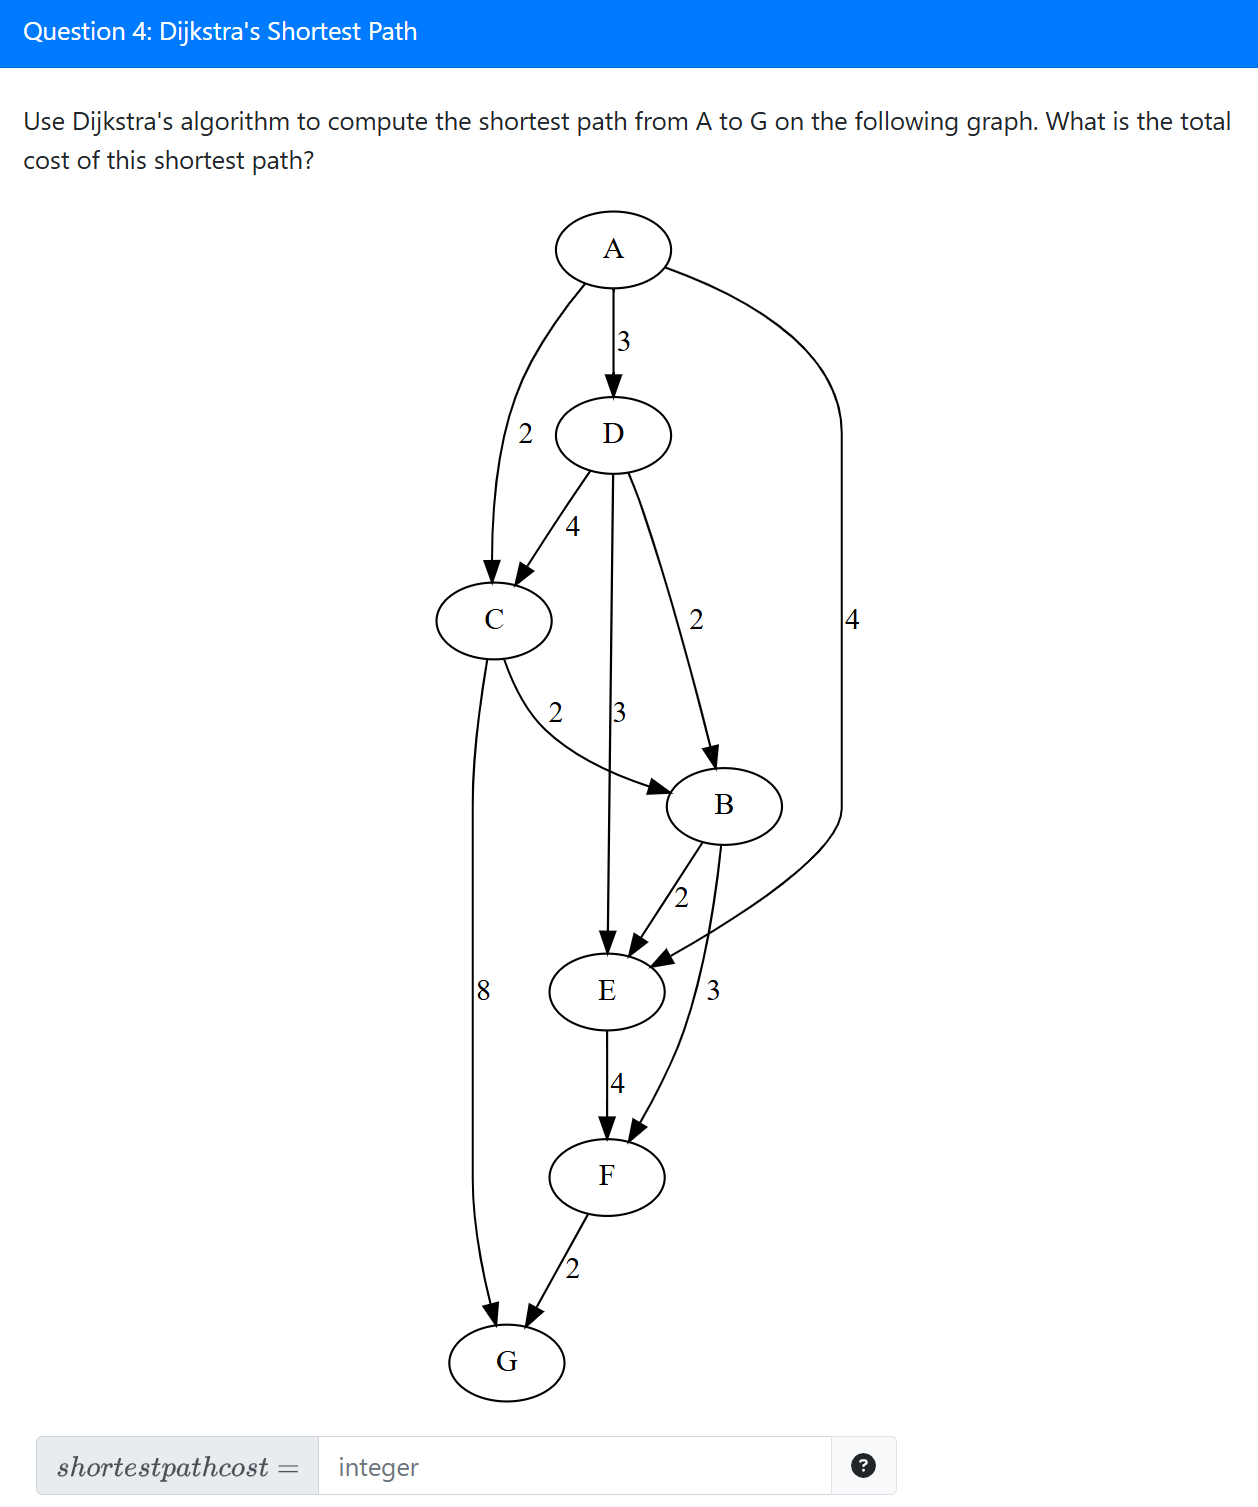 Question 4: Dijkstra's Shortest Path
Use Dijkstra's algorithm to compute the shortest path from A to G on the following graph. What is the total
cost of this shortest path?
A
3
2
D
4
C
2
4
2
3
B
2
E
8
3
4
F
2
G
shortestpathcost =
integer
?